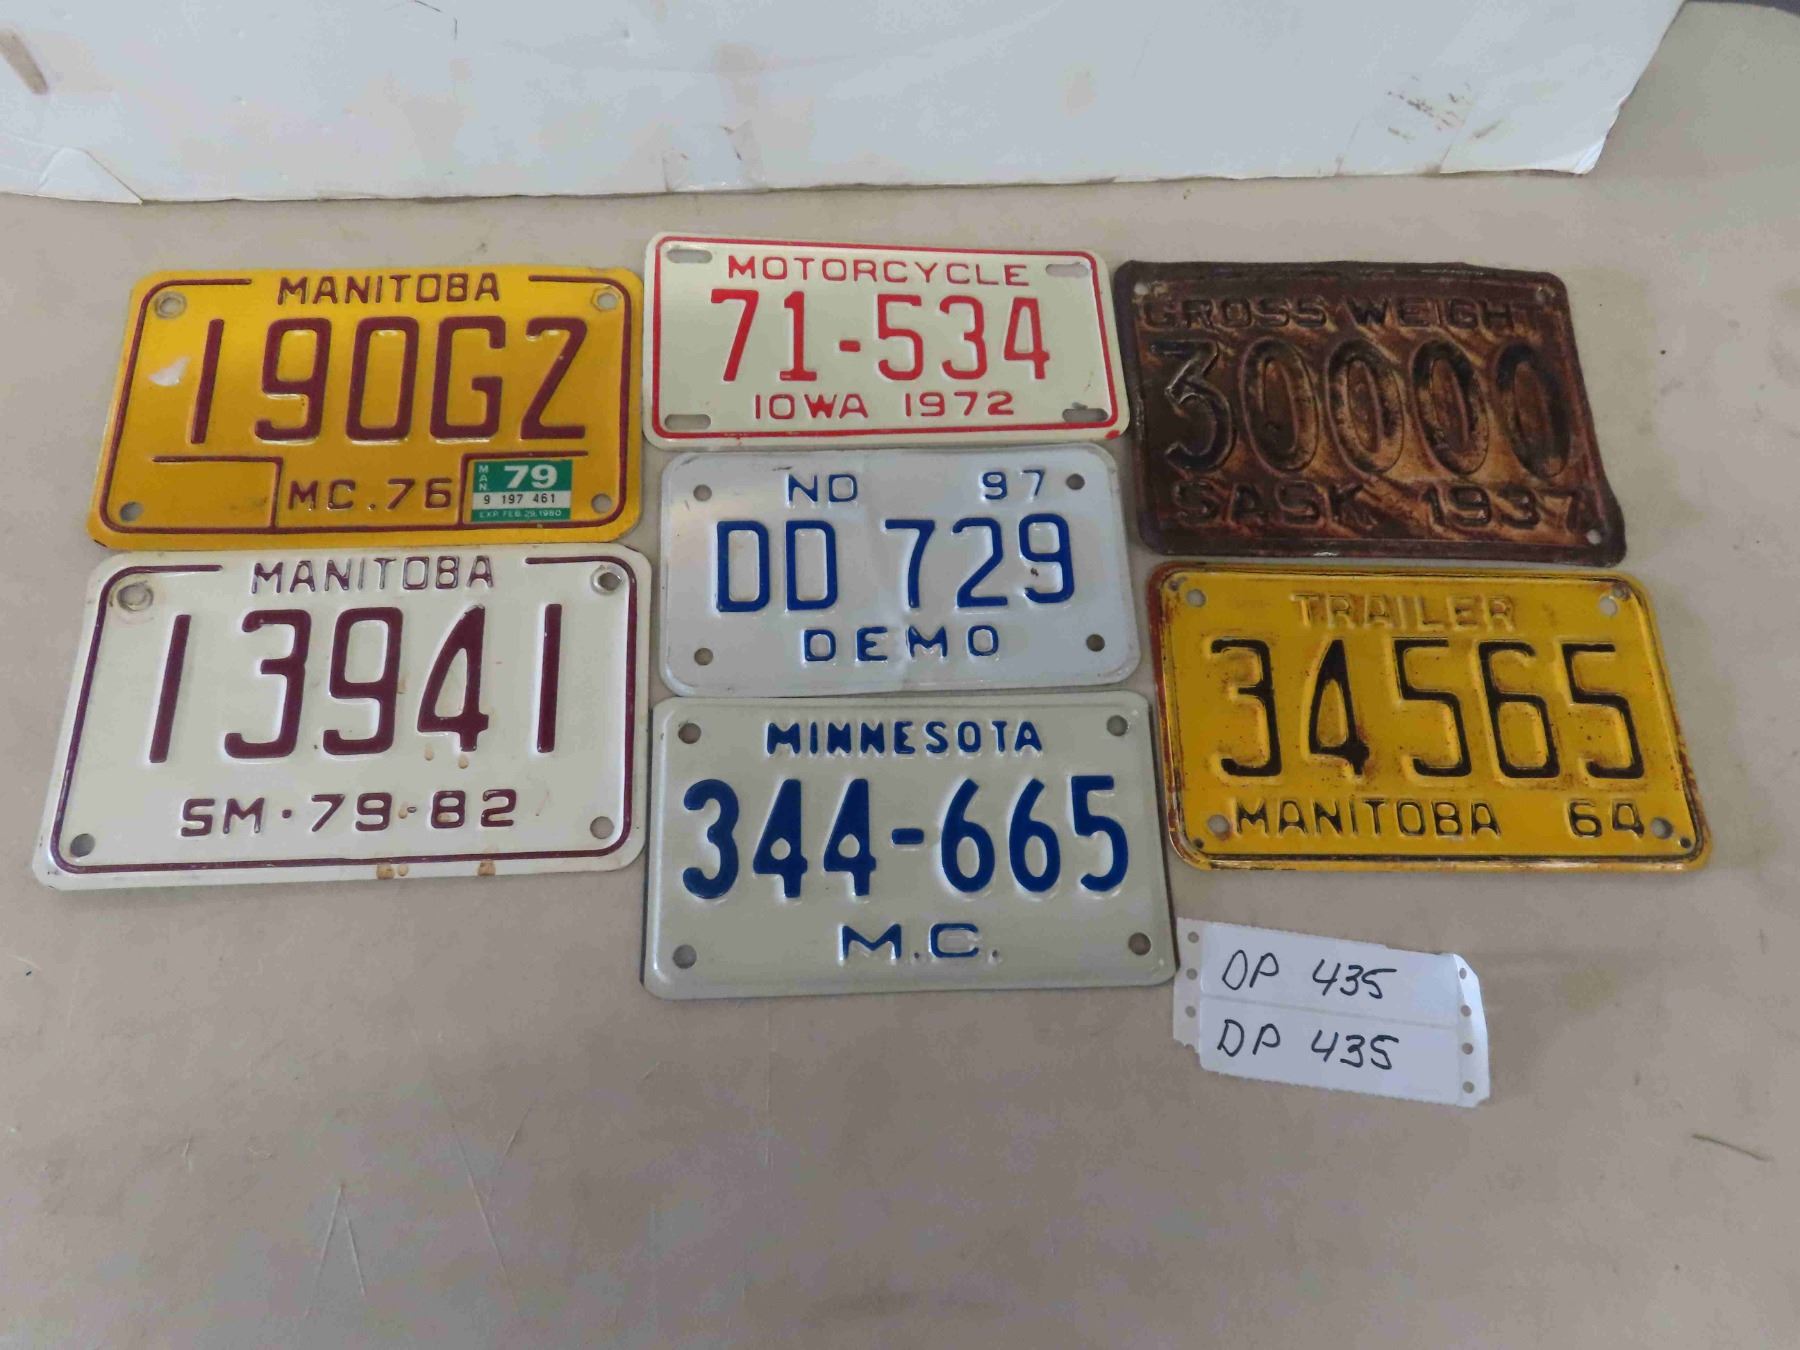 MANITOBA
190GZ
MC.76
MAN.
79
9 197 461
EXP. FEB. 29, 1980
MANITOBA
13941
SM·79-82
MOTORCYCLE
71-534
IOWA 1972
ND 97
DD 729
DEMO
MINNESOTA
344-665
M.C.
GROSS WEIGHT
30000
SASK 1937
TRAILER
34565
MANITOBA 64
DP 435
DP 435